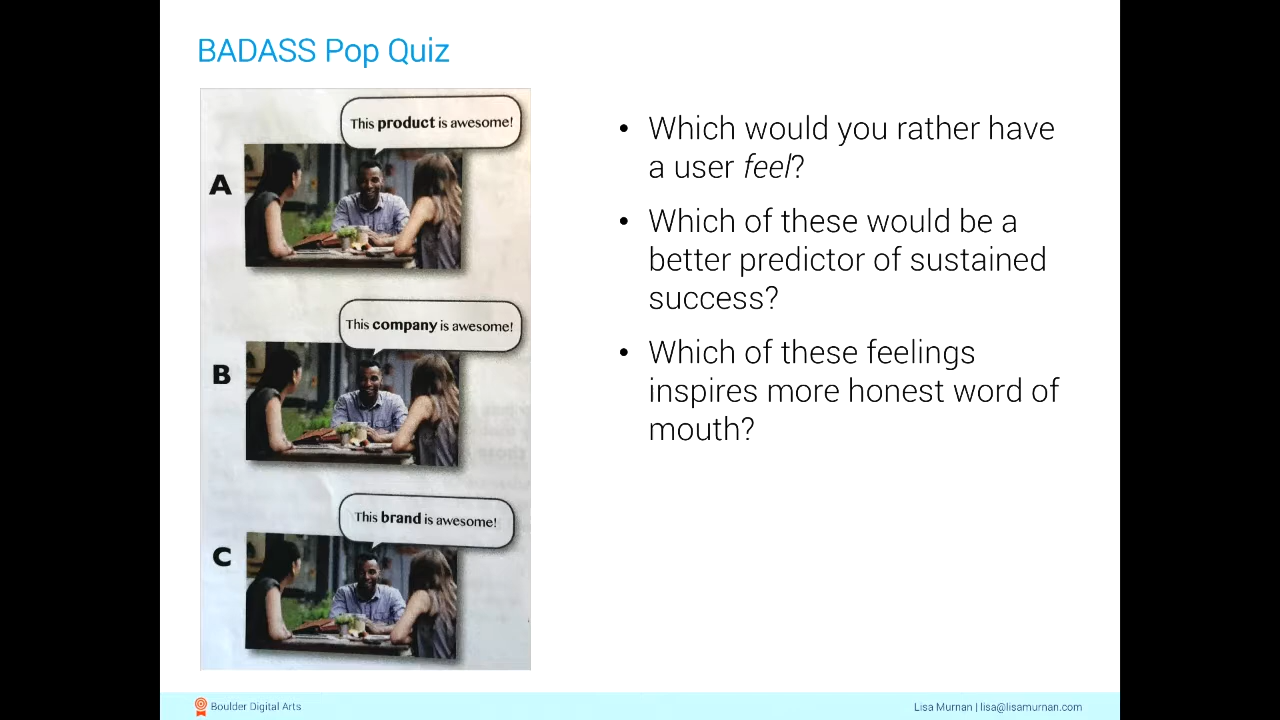 BADASS Pop Quiz
This product is awesome!
A
This company is awesome!
B
This brand is awesome!
C
• Which would you rather have
a user feel?
• Which of these would be a
better predictor of sustained
success?
• Which of these feelings
inspires more honest word of
mouth?
Boulder Digital Arts
Lisa Murnan | lisa@lisamurnan.com